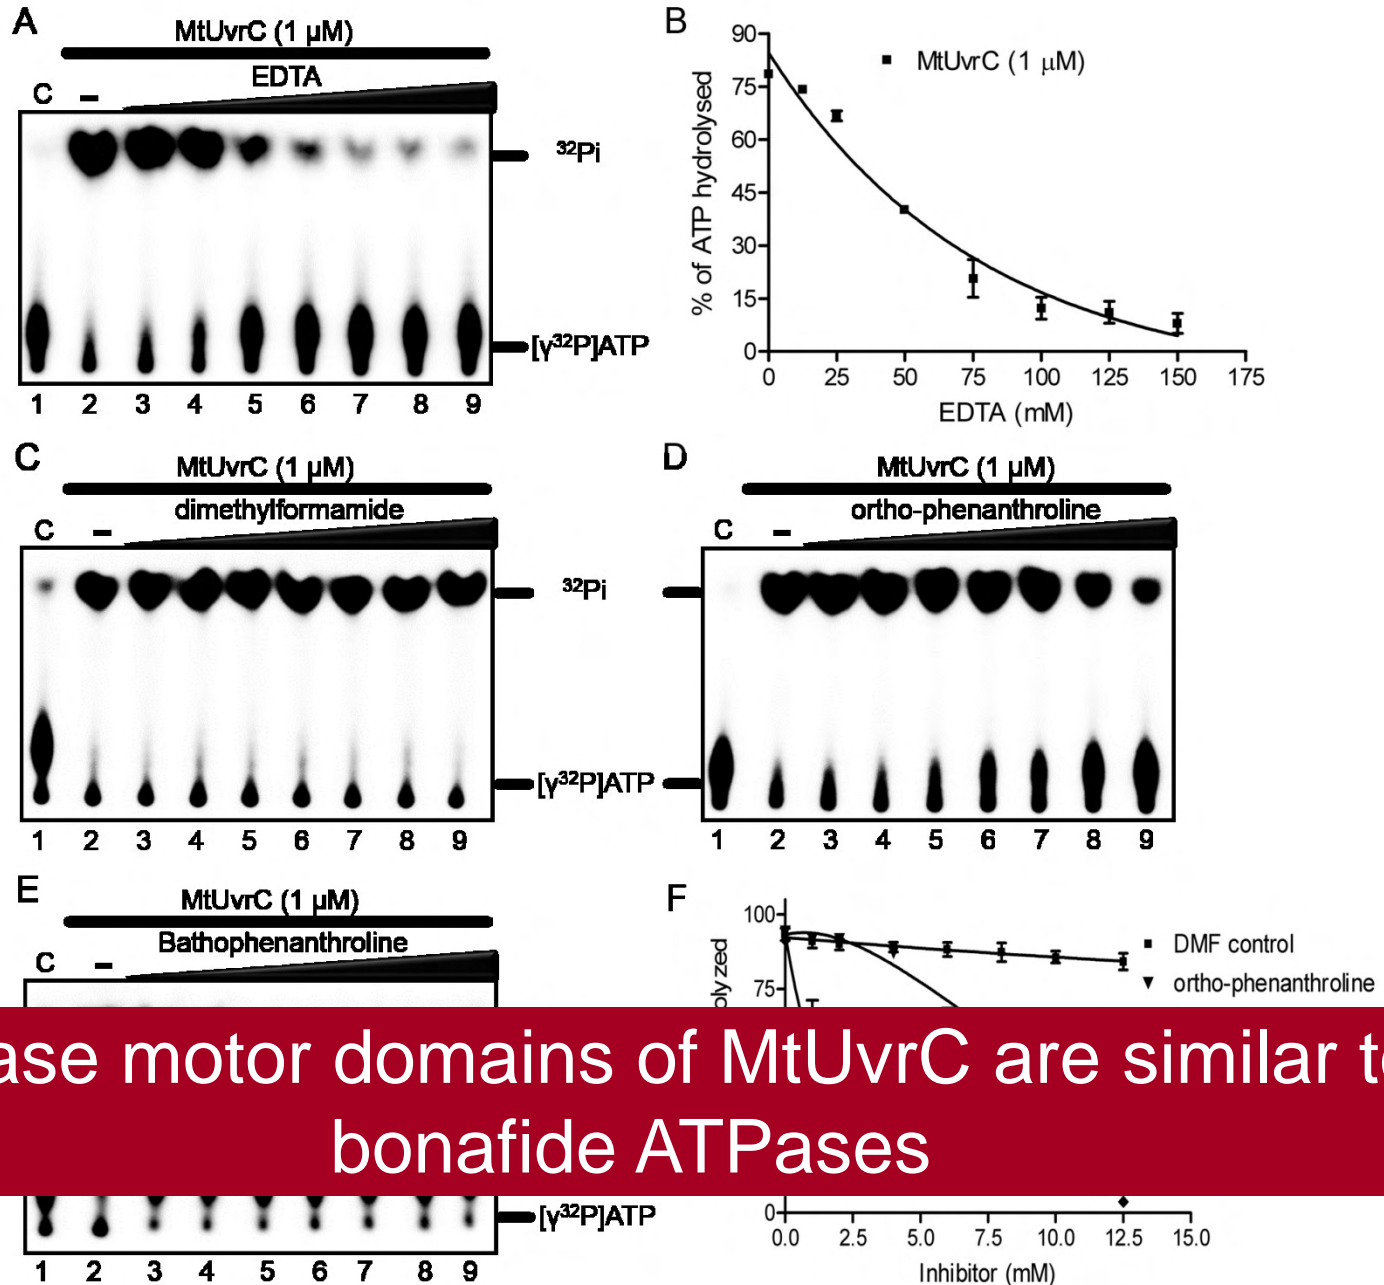 A
MtUvrC (1 µM)
EDTA
C –
³²Pi
[γ³²P]ATP
1 2 3 4 5 6 7 8 9
B
90
75
60
45
30
15
0
% of ATP hydrolysed
MtUvrC (1 µM)
0 25 50 75 100 125 150 175
EDTA (mM)
C
MtUvrC (1 µM)
dimethylformamide
C –
³²Pi
[γ³²P]ATP
1 2 3 4 5 6 7 8 9
D
MtUvrC (1 µM)
ortho-phenanthroline
C –
1 2 3 4 5 6 7 8 9
E
MtUvrC (1 µM)
Bathophenanthroline
C –
F
100
75
olyzed
DMF control
ortho-phenanthroline
ase motor domains of MtUvrC are similar to
bonafide ATPases
[γ³²P]ATP
1 2 3 4 5 6 7 8 9
0
0.0 2.5 5.0 7.5 10.0 12.5 15.0
Inhibitor (mM)